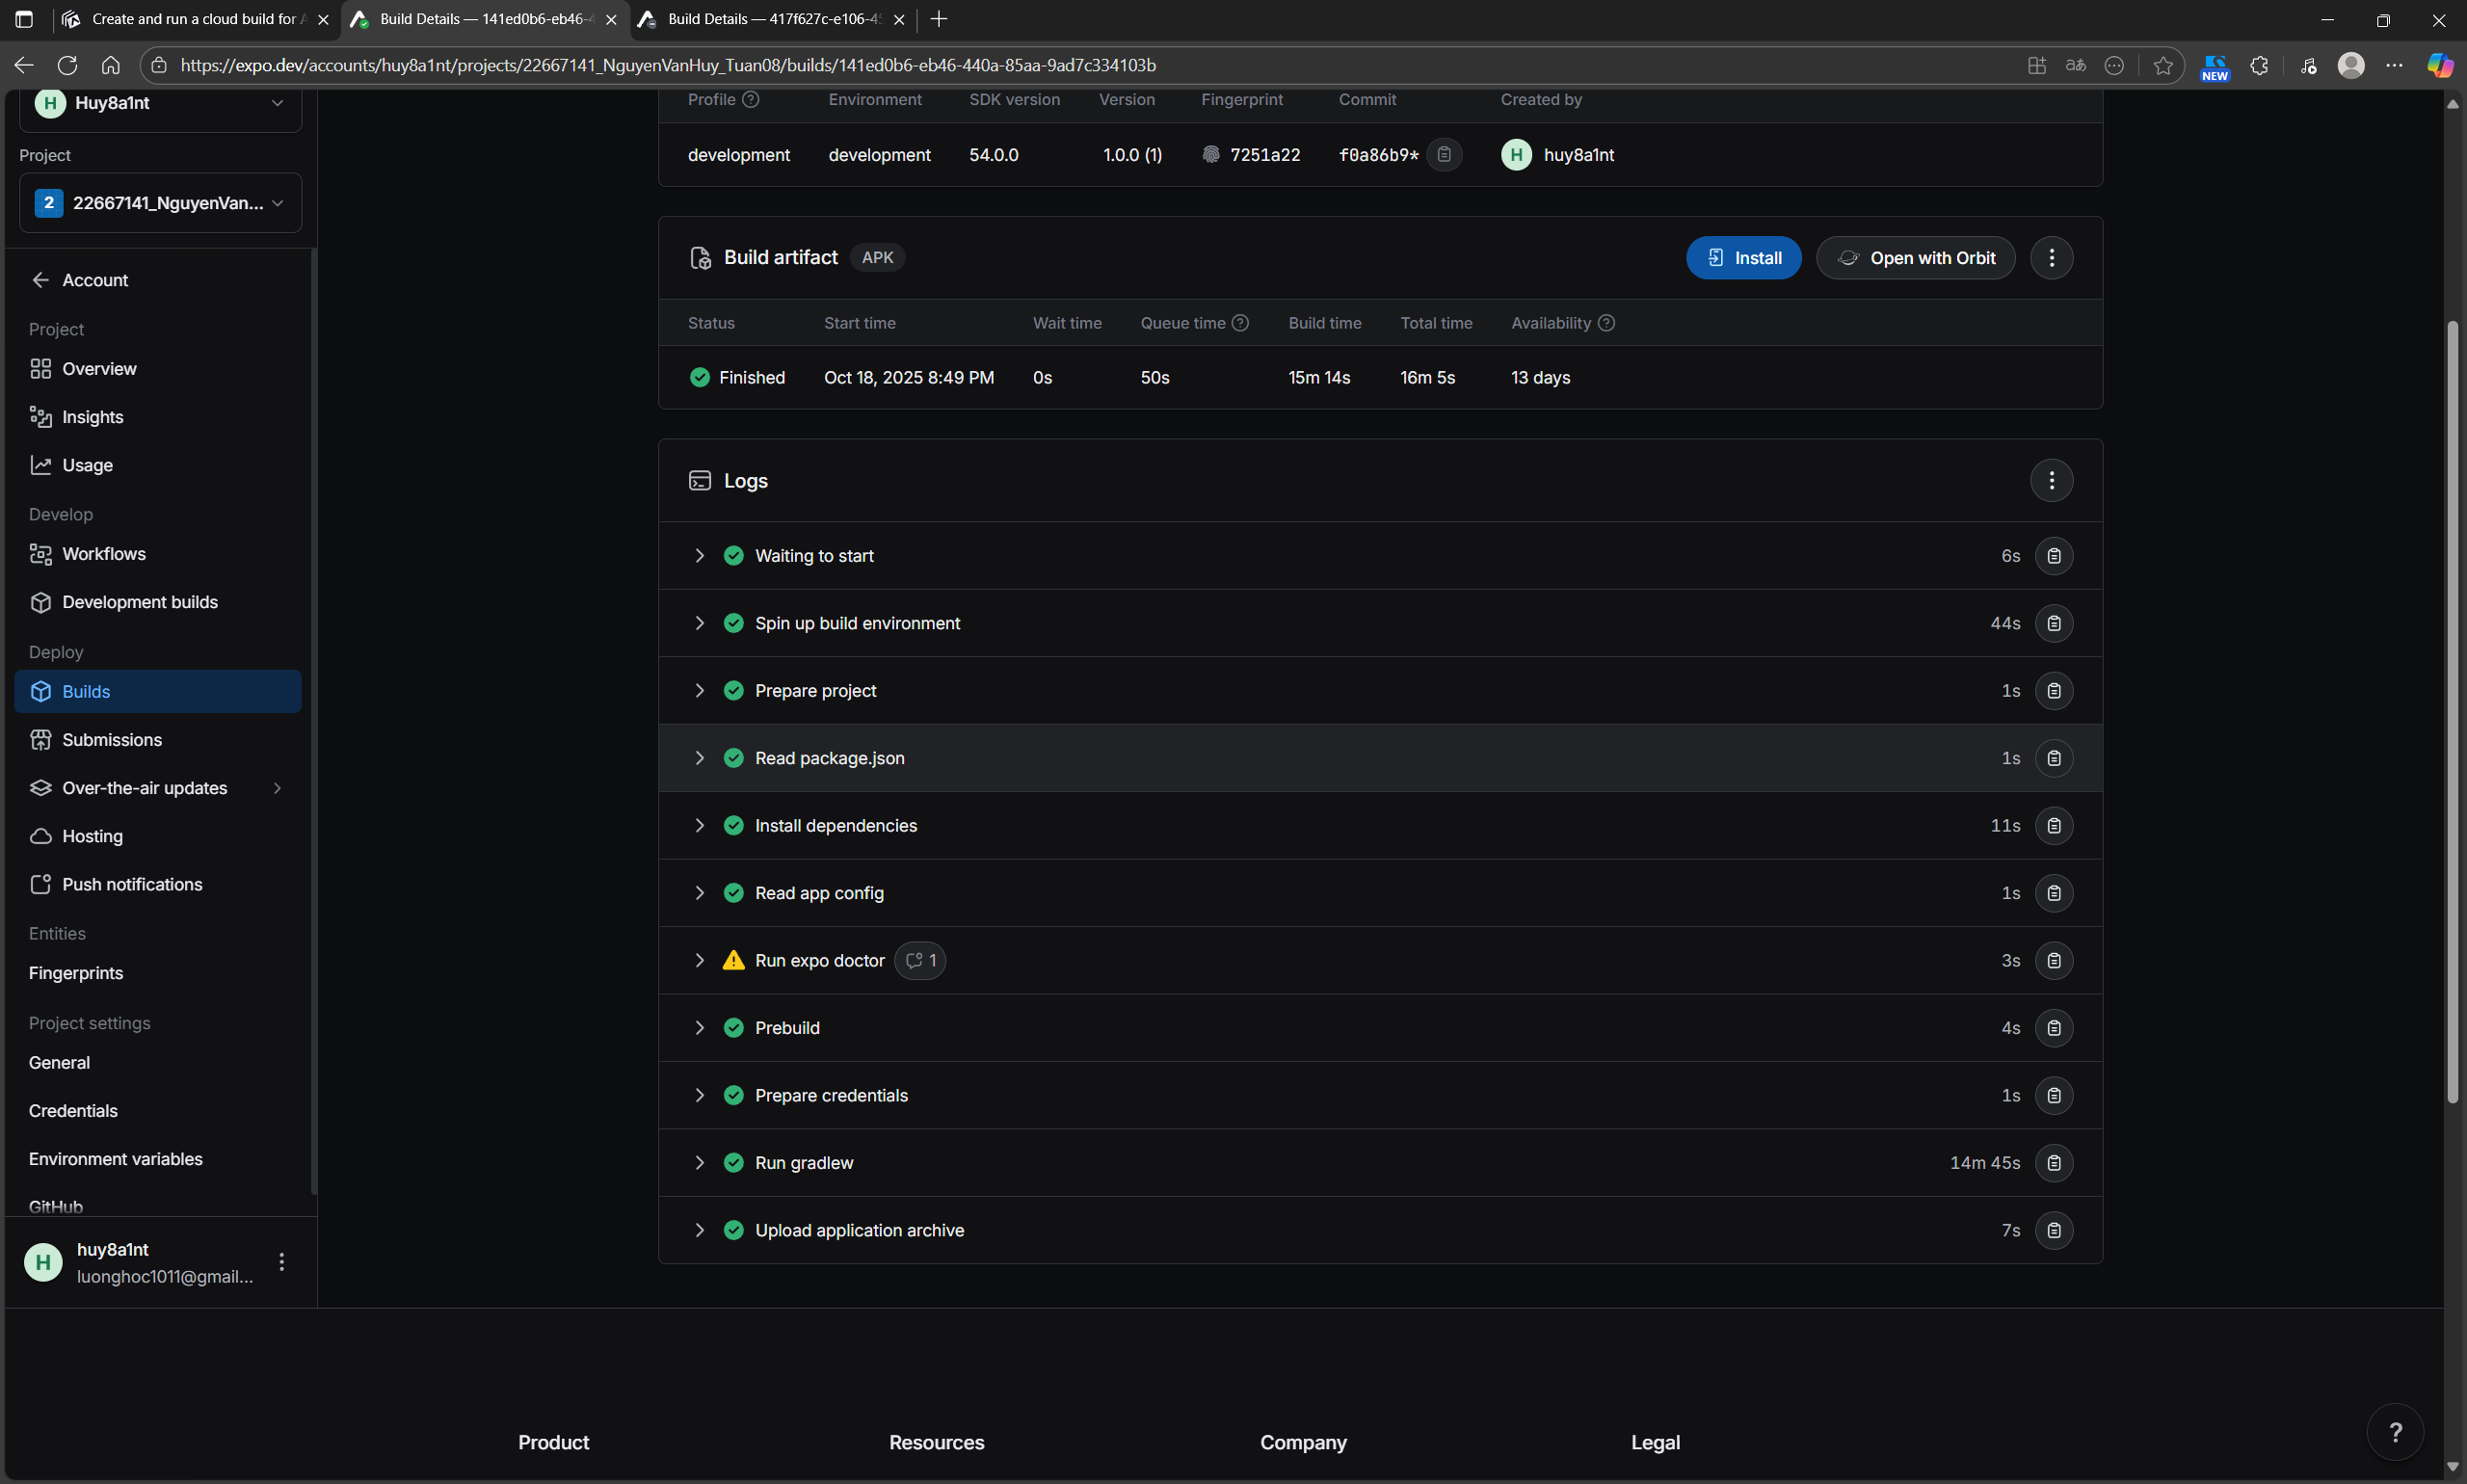 Create and run a cloud build for A
Build Details — 141ed0b6-eb46-4
Build Details — 417f627c-e106-45
https://expo.dev/accounts/huy8a1nt/projects/22667141_NguyenVanHuy_Tuan08/builds/141ed0b6-eb46-440a-85aa-9ad7c334103b
aあ
NEW
H Huy8a1nt
Project
2 22667141_NguyenVan...
Account
Project
Overview
Insights
Usage
Develop
Workflows
Development builds
Deploy
Builds
Submissions
Over-the-air updates
Hosting
Push notifications
Entities
Fingerprints
Project settings
General
Credentials
Environment variables
GitHub
H huy8a1nt
luonghoc1011@gmail...
Profile Environment SDK version Version Fingerprint Commit Created by
development development 54.0.0 1.0.0 (1) 7251a22 f0a86b9* H huy8a1nt
Build artifact APK Install Open with Orbit
Status Start time Wait time Queue time Build time Total time Availability
Finished Oct 18, 2025 8:49 PM 0s 50s 15m 14s 16m 5s 13 days
Logs
Waiting to start 6s
Spin up build environment 44s
Prepare project 1s
Read package.json 1s
Install dependencies 11s
Read app config 1s
Run expo doctor 1 3s
Prebuild 4s
Prepare credentials 1s
Run gradlew 14m 45s
Upload application archive 7s
Product Resources Company Legal
?